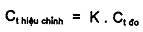 Ct hiệu chỉnh = K . Ct đo